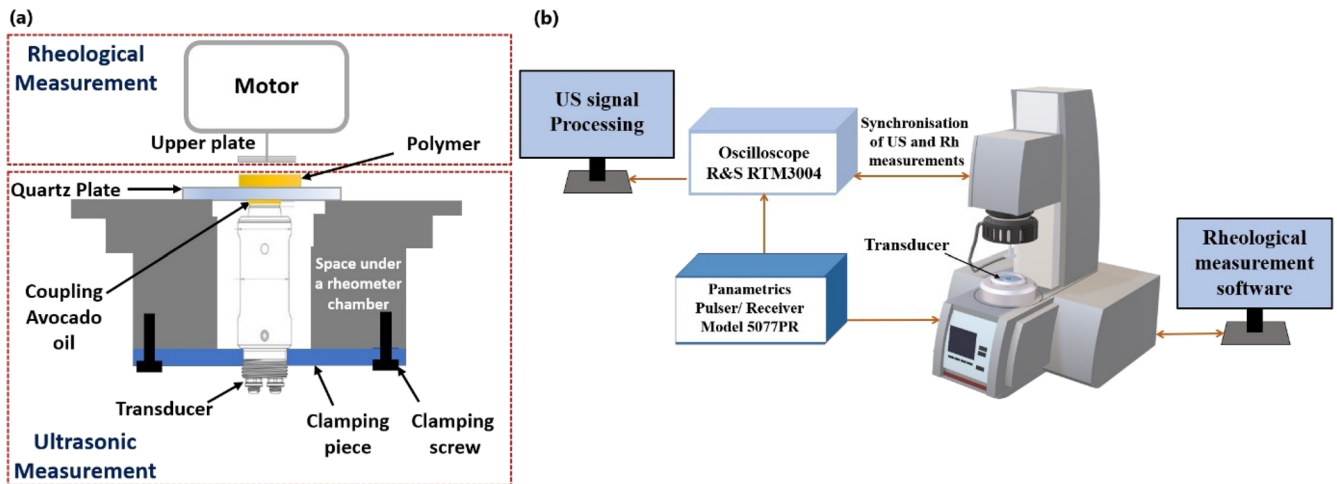 (a)
Rheological
Measurement
Motor
Upper plate
Polymer
Quartz Plate
Coupling
Avocado
oil
Space under
a rheometer
chamber
Transducer
Clamping
piece
Clamping
screw
Ultrasonic
Measurement
(b)
US signal
Processing
Oscilloscope
R&S RTM3004
Synchronisation
of US and Rh
measurements
Transducer
Panametrics
Pulser/ Receiver
Model 5077PR
Rheological
measurement
software